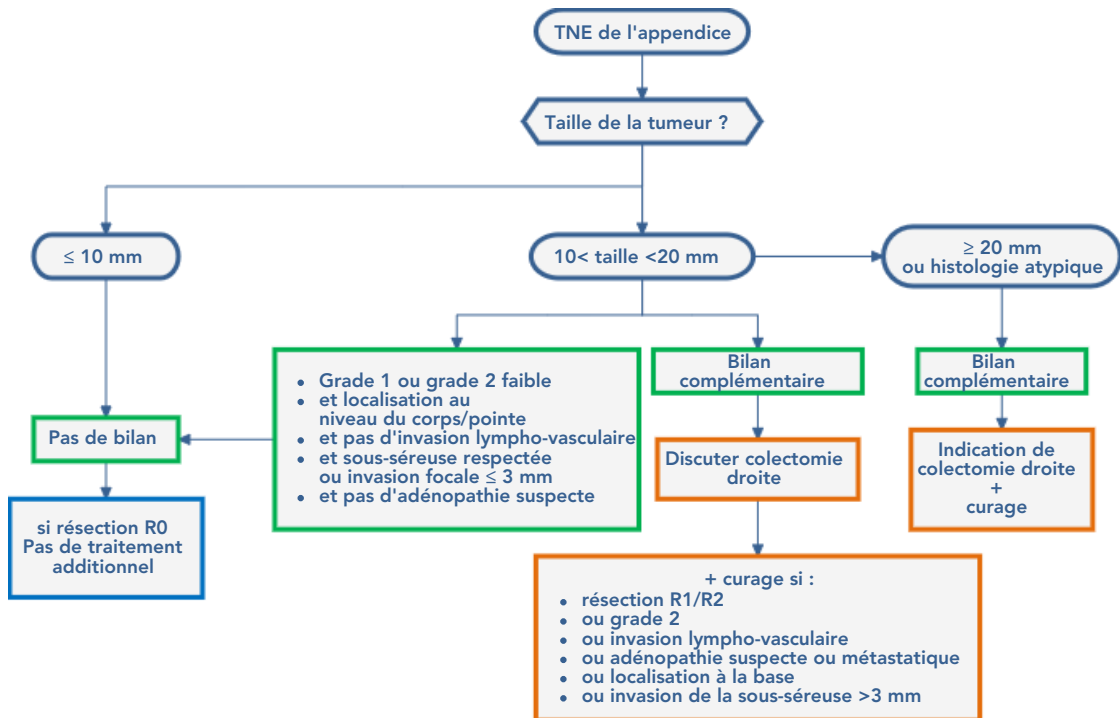 TNE de l'appendice
Taille de la tumeur ?
≤ 10 mm
10< taille <20 mm
≥ 20 mm
ou histologie atypique
• Grade 1 ou grade 2 faible
• et localisation au
niveau du corps/pointe
• et pas d'invasion lympho-vasculaire
• et sous-séreuse respectée
ou invasion focale ≤ 3 mm
• et pas d'adénopathie suspecte
Bilan
complémentaire
Bilan
complémentaire
Pas de bilan
Discuter colectomie
droite
Indication de
colectomie droite
+
curage
si résection R0
Pas de traitement
additionnel
+ curage si :
• résection R1/R2
• ou grade 2
• ou invasion lympho-vasculaire
• ou adénopathie suspecte ou métastatique
• ou localisation à la base
• ou invasion de la sous-séreuse >3 mm